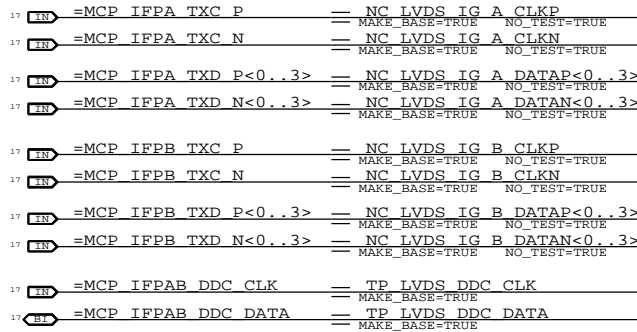 17 IN =MCP_IFPA_TXC_P NC_LVDS_IG_A_CLKP
MAKE_BASE=TRUE NO_TEST=TRUE
17 IN =MCP_IFPA_TXC_N NC_LVDS_IG_A_CLKN
MAKE_BASE=TRUE NO_TEST=TRUE
17 IN =MCP_IFPA_TXD_P<0..3> NC_LVDS_IG_A_DATAP<0..3>
MAKE_BASE=TRUE NO_TEST=TRUE
17 IN =MCP_IFPA_TXD_N<0..3> NC_LVDS_IG_A_DATAN<0..3>
MAKE_BASE=TRUE NO_TEST=TRUE
17 IN =MCP_IFPB_TXC_P NC_LVDS_IG_B_CLKP
MAKE_BASE=TRUE NO_TEST=TRUE
17 IN =MCP_IFPB_TXC_N NC_LVDS_IG_B_CLKN
MAKE_BASE=TRUE NO_TEST=TRUE
17 IN =MCP_IFPB_TXD_P<0..3> NC_LVDS_IG_B_DATAP<0..3>
MAKE_BASE=TRUE NO_TEST=TRUE
17 IN =MCP_IFPB_TXD_N<0..3> NC_LVDS_IG_B_DATAN<0..3>
MAKE_BASE=TRUE NO_TEST=TRUE
17 IN =MCP_IFPAB_DDC_CLK TP_LVDS_DDC_CLK
MAKE_BASE=TRUE
17 BI =MCP_IFPAB_DDC_DATA TP_LVDS_DDC_DATA
MAKE_BASE=TRUE